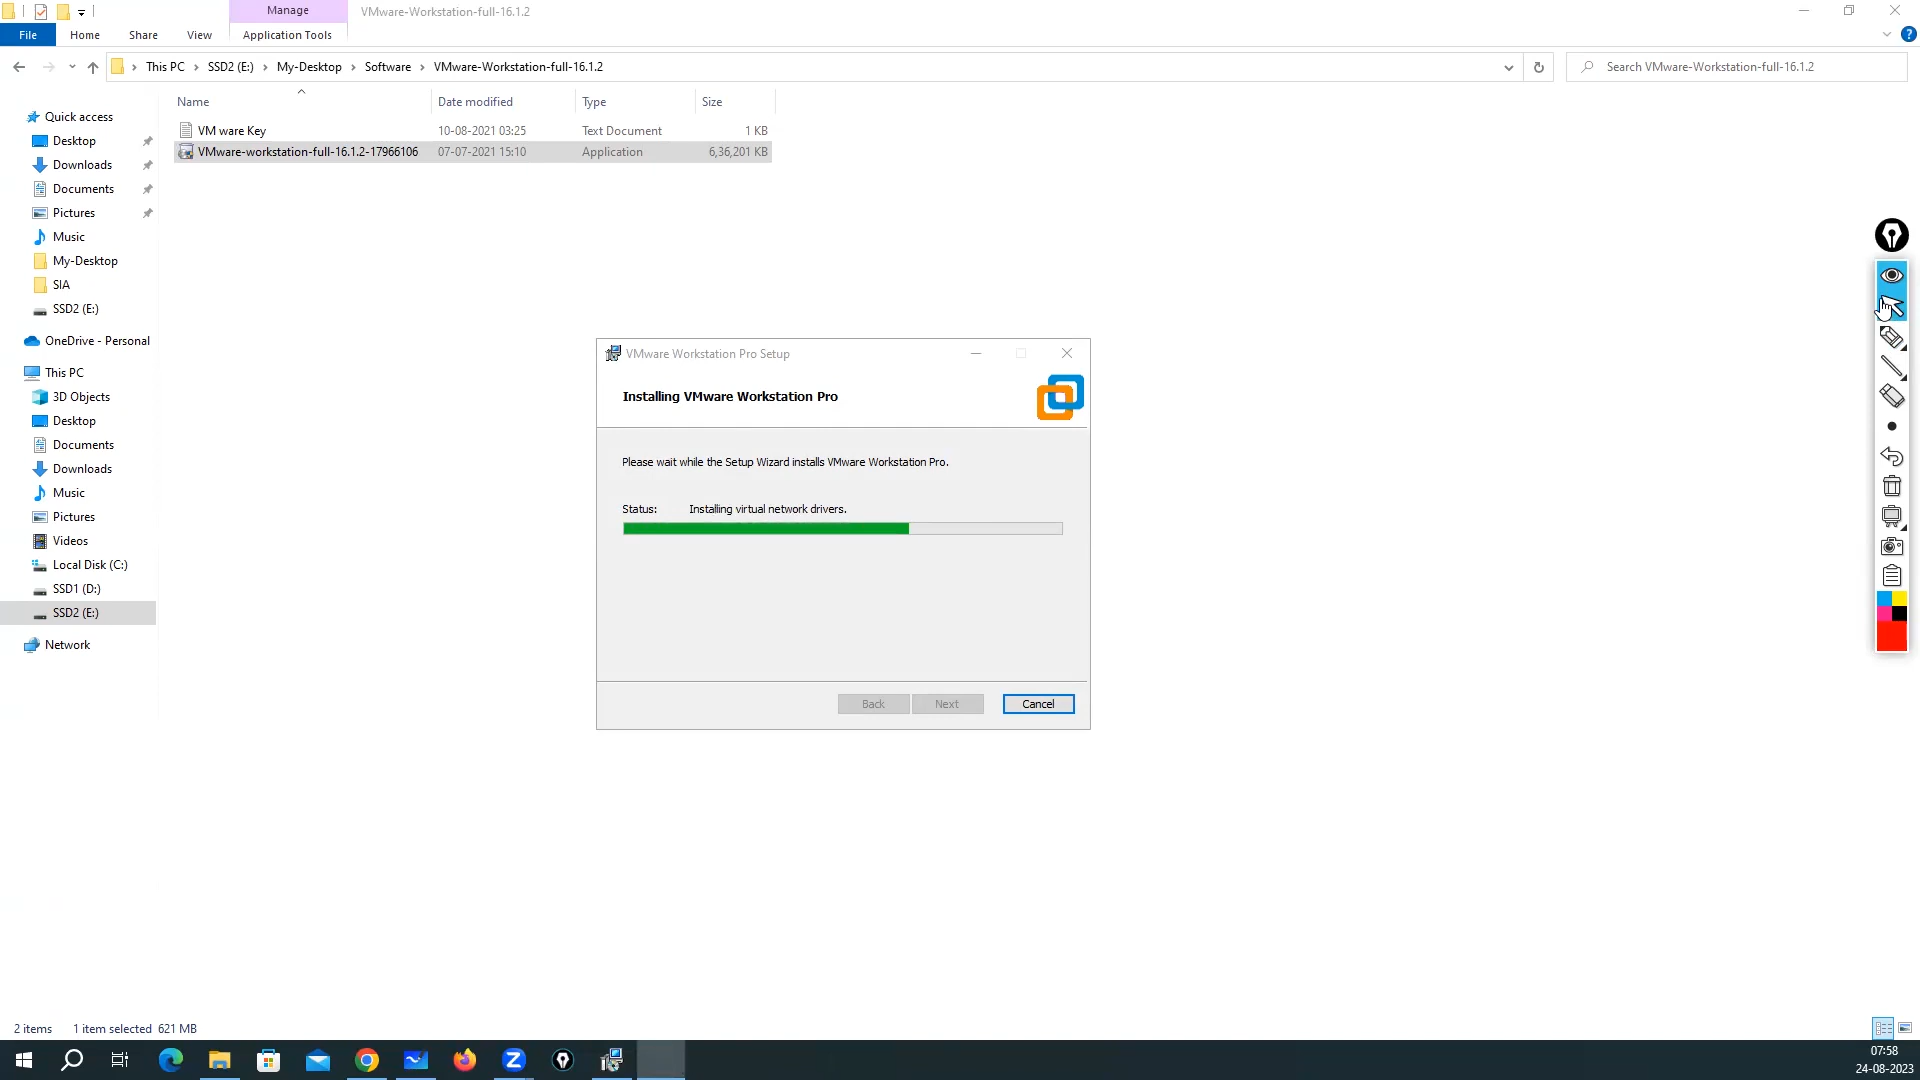 Manage
VMware-Workstation-full-16.1.2
File
Home
Share
View
Application Tools
This PC
SSD2 (E:)
My-Desktop
Software
VMware-Workstation-full-16.1.2
Search VMware-Workstation-full-16.1.2
Name
Date modified
Type
Size
VM ware Key
10-08-2021 03:25
Text Document
1 KB
VMware-workstation-full-16.1.2-17966106
07-07-2021 15:10
Application
6,36,201 KB
Quick access
Desktop
Downloads
Documents
Pictures
Music
My-Desktop
SIA
SSD2 (E:)
OneDrive - Personal
This PC
3D Objects
Desktop
Documents
Downloads
Music
Pictures
Videos
Local Disk (C:)
SSD1 (D:)
SSD2 (E:)
Network
VMware Workstation Pro Setup
Installing VMware Workstation Pro
Please wait while the Setup Wizard installs VMware Workstation Pro.
Status:
Installing virtual network drivers.
Back
Next
Cancel
2 items
1 item selected 621 MB
07:58
24-08-2023